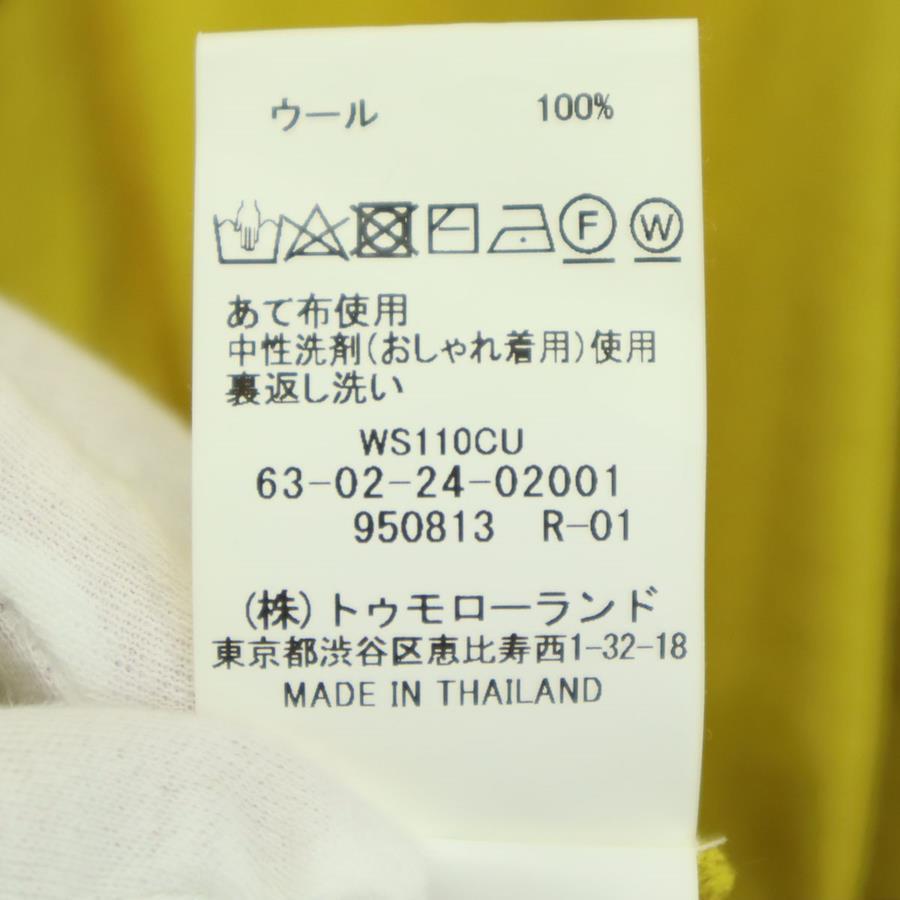 ウール 100%
F W
あて布使用
中性洗剤(おしゃれ着用)使用
裏返し洗い
WS110CU
63-02-24-02001
950813 R-01
(株)トゥモローランド
東京都渋谷区恵比寿西1-32-18
MADE IN THAILAND